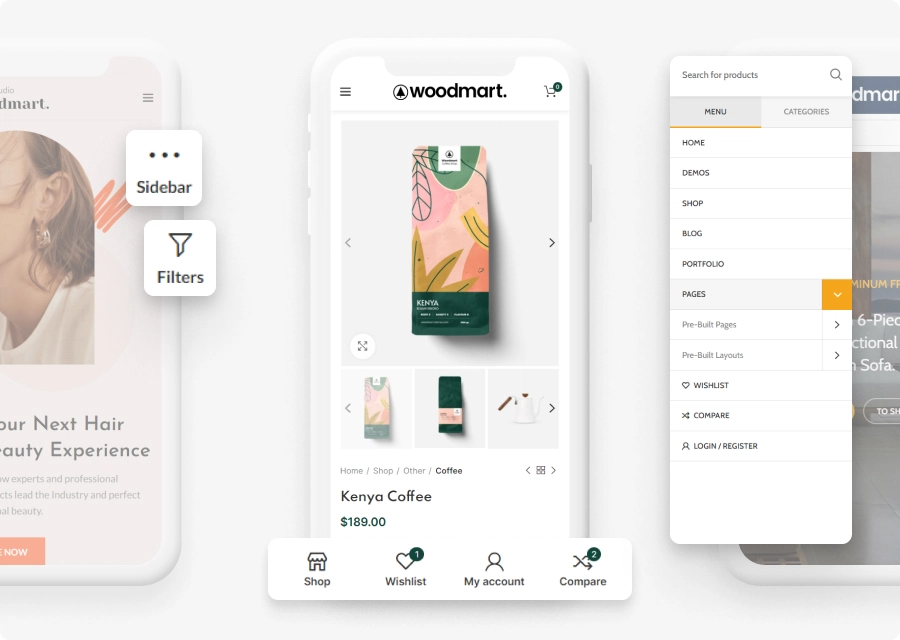 udio
dmart.
Sidebar
Filters
our Next Hair
eauty Experience
w experts and professional
cts lead the Industry and perfect
al beauty.
E NOW
woodmart.
0
Woodmart
KENYA
Home / Shop / Other / Coffee
Kenya Coffee
$189.00
1
2
Shop
Wishlist
My account
Compare
Search for products
MENU
CATEGORIES
HOME
DEMOS
SHOP
BLOG
PORTFOLIO
PAGES
Pre-Built Pages
Pre-Built Layouts
WISHLIST
COMPARE
LOGIN / REGISTER
dmar
MINUM FR
6-Piec
ctional
n Sofa.
TO SH